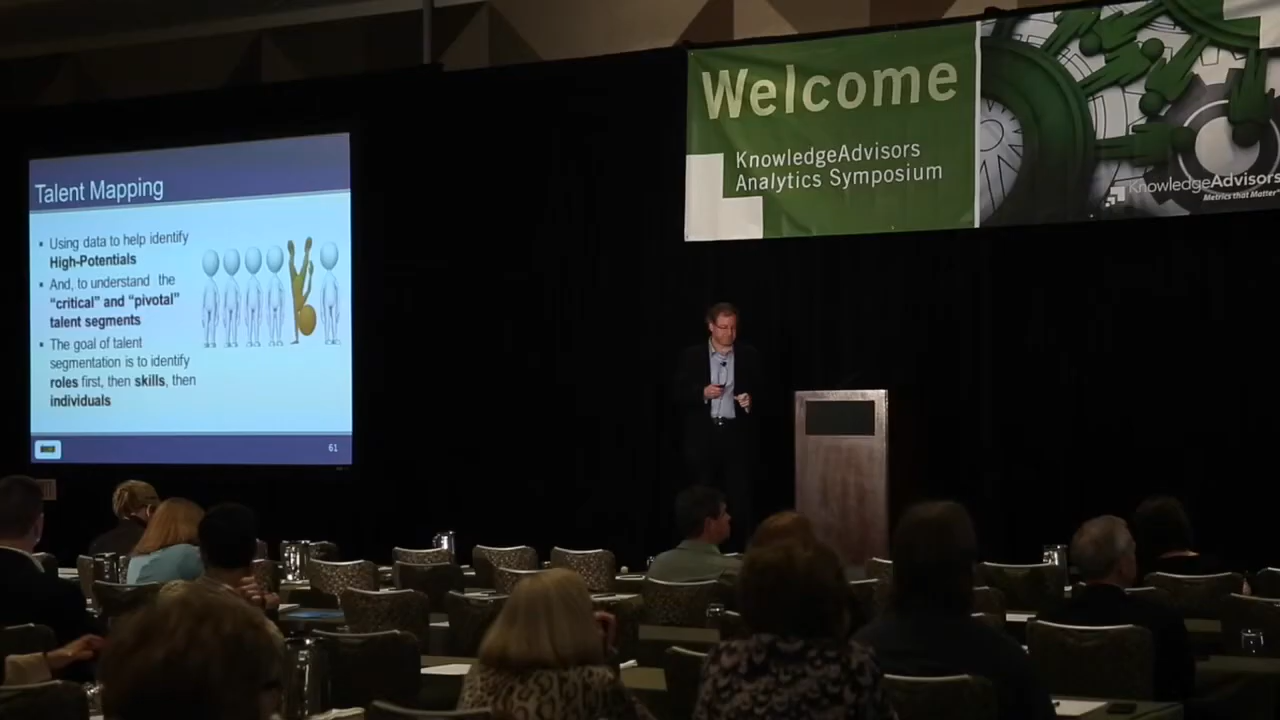 Welcome
KnowledgeAdvisors
Analytics Symposium
KnowledgeAdvisors
Metrics that Matter
Talent Mapping
Using data to help identify
High-Potentials
And, to understand the
“critical” and “pivotal”
talent segments
The goal of talent
segmentation is to identify
roles first, then skills, then
individuals
61